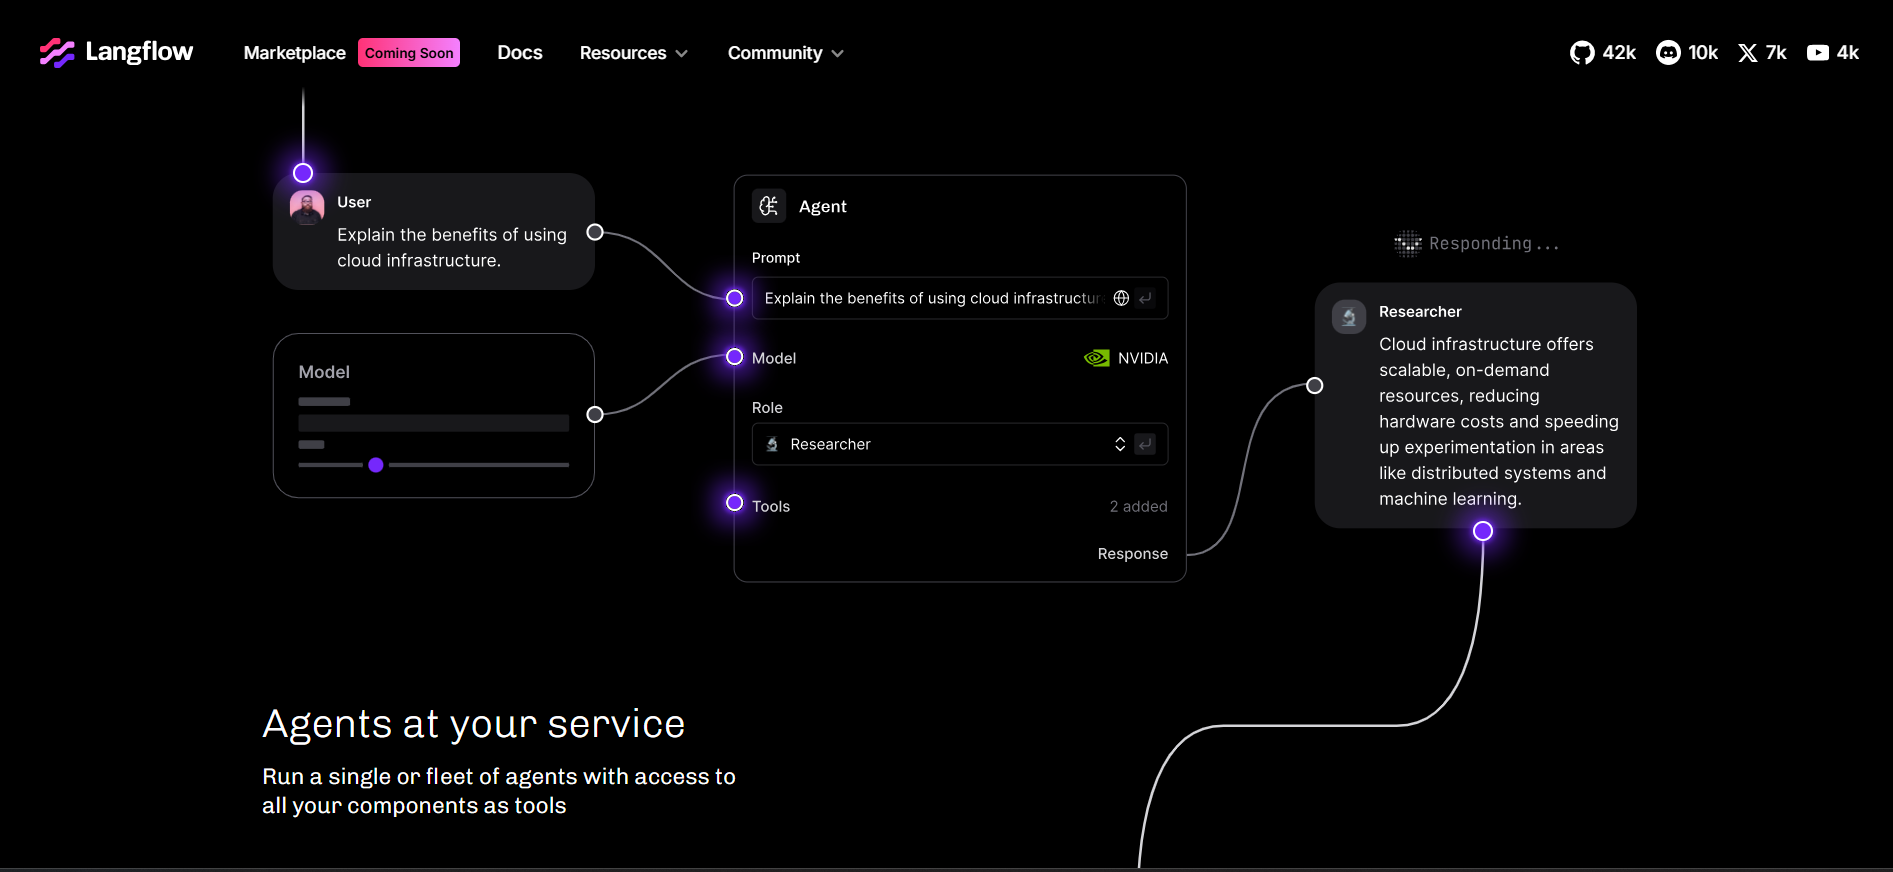 Langflow
Marketplace
Coming Soon
Docs
Resources
Community
42k
10k
7k
4k
User
Explain the benefits of using
cloud infrastructure.
Model
Agent
Prompt
Explain the benefits of using cloud infrastructur
Model
NVIDIA
Role
Researcher
Tools
2 added
Response
Responding...
Researcher
Cloud infrastructure offers
scalable, on-demand
resources, reducing
hardware costs and speeding
up experimentation in areas
like distributed systems and
machine learning.
Agents at your service
Run a single or fleet of agents with access to
all your components as tools